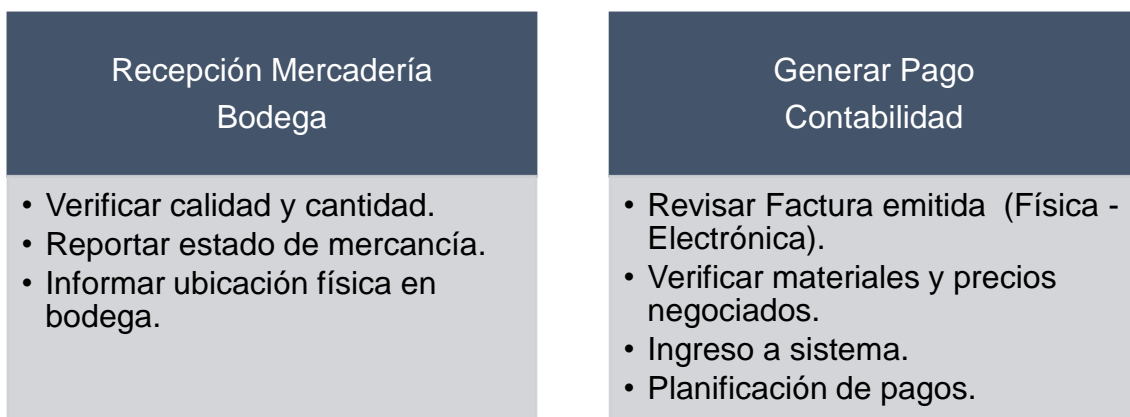 Recepción Mercadería
Bodega
• Verificar calidad y cantidad.
• Reportar estado de mercancía.
• Informar ubicación física en
bodega.
Generar Pago
Contabilidad
• Revisar Factura emitida (Física -
Electrónica).
• Verificar materiales y precios
negociados.
• Ingreso a sistema.
• Planificación de pagos.